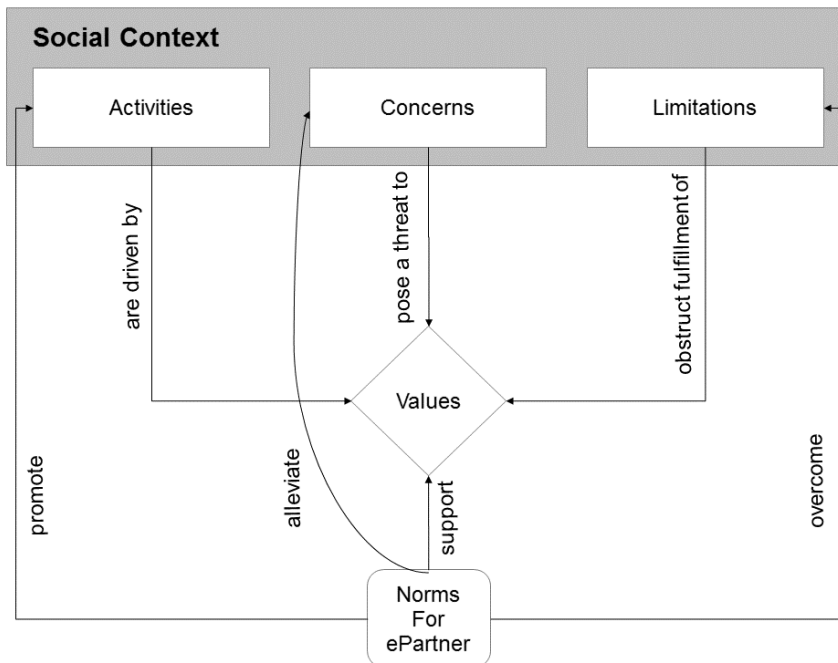 Social Context
Activities
Concerns
Limitations
are driven by
pose a threat to
obstruct fulfillment of
Values
promote
alleviate
support
overcome
Norms
For
ePartner